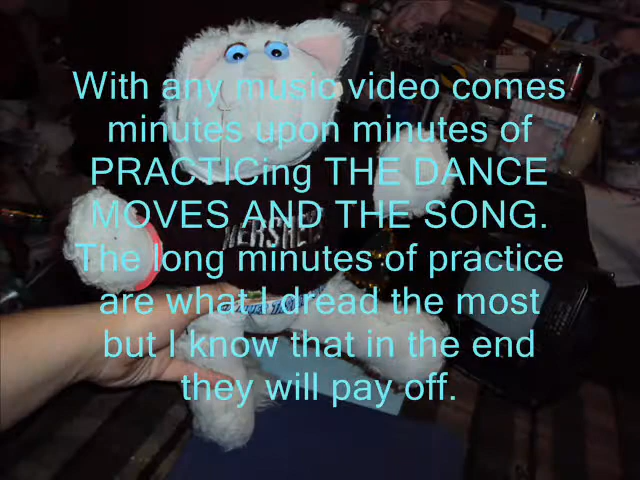 With any music video comes
minutes upon minutes of
PRACTICing THE DANCE
MOVES AND THE SONG.
The long minutes of practice
are what I dread the most
but I know that in the end
they will pay off.
HERSHEY